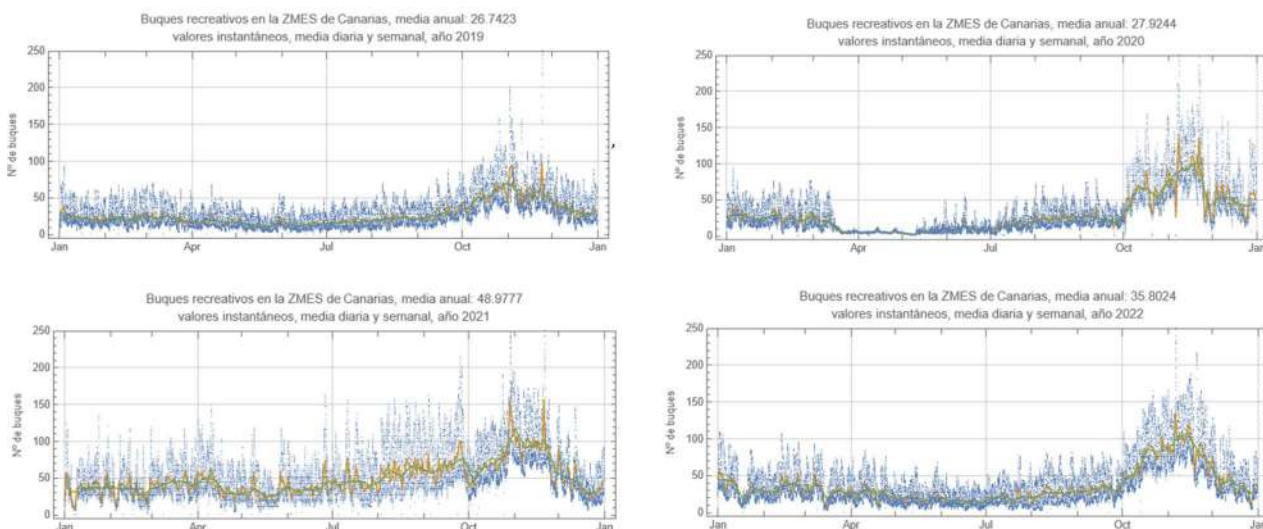 Buques recreativos en la ZMES de Canarias, media anual: 26.7423
valores instantáneos, media diaria y semanal, año 2019
250
200
150
100
50
0
Nº de buques
Jan
Apr
Jul
Oct
Jan
,
Buques recreativos en la ZMES de Canarias, media anual: 27.9244
valores instantáneos, media diaria y semanal, año 2020
250
200
150
100
50
0
Nº de buques
Jan
Apr
Jul
Oct
Jan
Buques recreativos en la ZMES de Canarias, media anual: 48.9777
valores instantáneos, media diaria y semanal, año 2021
250
200
150
100
50
0
Nº de buques
Jan
Apr
Jul
Oct
Jan
Buques recreativos en la ZMES de Canarias, media anual: 35.8024
valores instantáneos, media diaria y semanal, año 2022
250
200
150
100
50
0
Nº de buques
Jan
Apr
Jul
Oct
Jan